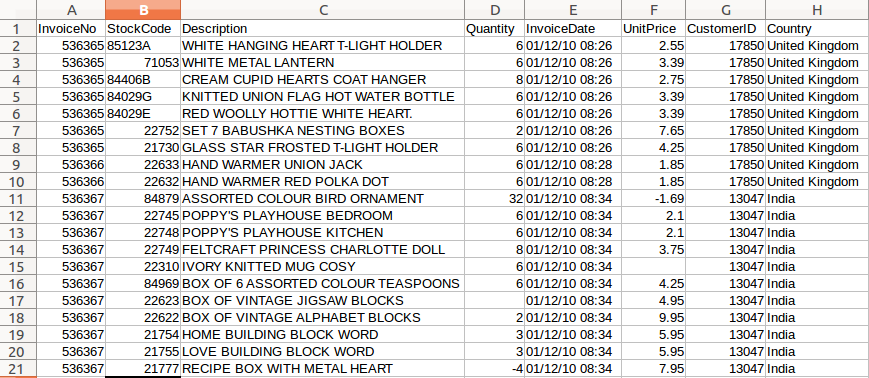 A B C D E F G H
1 InvoiceNo StockCode Description Quantity InvoiceDate UnitPrice CustomerID Country
2 536365 85123A WHITE HANGING HEART T-LIGHT HOLDER 6 01/12/10 08:26 2.55 17850 United Kingdom
3 536365 71053 WHITE METAL LANTERN 6 01/12/10 08:26 3.39 17850 United Kingdom
4 536365 84406B CREAM CUPID HEARTS COAT HANGER 8 01/12/10 08:26 2.75 17850 United Kingdom
5 536365 84029G KNITTED UNION FLAG HOT WATER BOTTLE 6 01/12/10 08:26 3.39 17850 United Kingdom
6 536365 84029E RED WOOLLY HOTTIE WHITE HEART. 6 01/12/10 08:26 3.39 17850 United Kingdom
7 536365 22752 SET 7 BABUSHKA NESTING BOXES 2 01/12/10 08:26 7.65 17850 United Kingdom
8 536365 21730 GLASS STAR FROSTED T-LIGHT HOLDER 6 01/12/10 08:26 4.25 17850 United Kingdom
9 536366 22633 HAND WARMER UNION JACK 6 01/12/10 08:28 1.85 17850 United Kingdom
10 536366 22632 HAND WARMER RED POLKA DOT 6 01/12/10 08:28 1.85 17850 United Kingdom
11 536367 84879 ASSORTED COLOUR BIRD ORNAMENT 32 01/12/10 08:34 -1.69 13047 India
12 536367 22745 POPPY'S PLAYHOUSE BEDROOM 6 01/12/10 08:34 2.1 13047 India
13 536367 22748 POPPY'S PLAYHOUSE KITCHEN 6 01/12/10 08:34 2.1 13047 India
14 536367 22749 FELTCRAFT PRINCESS CHARLOTTE DOLL 8 01/12/10 08:34 3.75 13047 India
15 536367 22310 IVORY KNITTED MUG COSY 6 01/12/10 08:34 13047 India
16 536367 84969 BOX OF 6 ASSORTED COLOUR TEASPOONS 6 01/12/10 08:34 4.25 13047 India
17 536367 22623 BOX OF VINTAGE JIGSAW BLOCKS 01/12/10 08:34 4.95 13047 India
18 536367 22622 BOX OF VINTAGE ALPHABET BLOCKS 2 01/12/10 08:34 9.95 13047 India
19 536367 21754 HOME BUILDING BLOCK WORD 3 01/12/10 08:34 5.95 13047 India
20 536367 21755 LOVE BUILDING BLOCK WORD 3 01/12/10 08:34 5.95 13047 India
21 536367 21777 RECIPE BOX WITH METAL HEART -4 01/12/10 08:34 7.95 13047 India